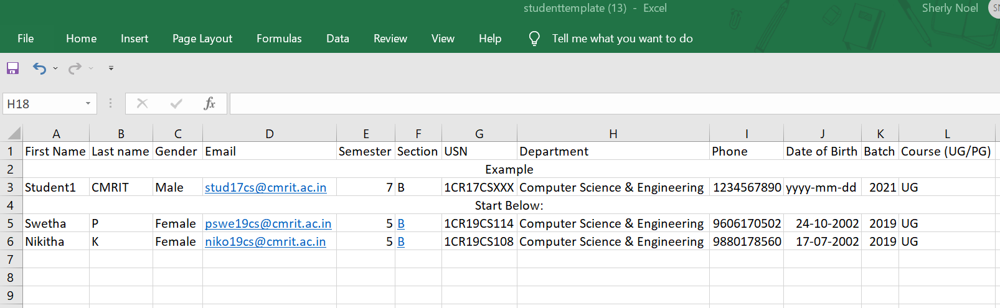 studenttemplate (13) - Excel
Sherly Noel
SN
File Home Insert Page Layout Formulas Data Review View Help Tell me what you want to do
H18 fx
A B C D E F G H I J K L
1 First Name Last name Gender Email Semester Section USN Department Phone Date of Birth Batch Course (UG/PG)
2 Example
3 Student1 CMRIT Male stud17cs@cmrit.ac.in 7 B 1CR17CSXXX Computer Science & Engineering 1234567890 yyyy-mm-dd 2021 UG
4 Start Below:
5 Swetha P Female pswe19cs@cmrit.ac.in 5 B 1CR19CS114 Computer Science & Engineering 9606170502 24-10-2002 2019 UG
6 Nikitha K Female niko19cs@cmrit.ac.in 5 B 1CR19CS108 Computer Science & Engineering 9880178560 17-07-2002 2019 UG
7
8
9